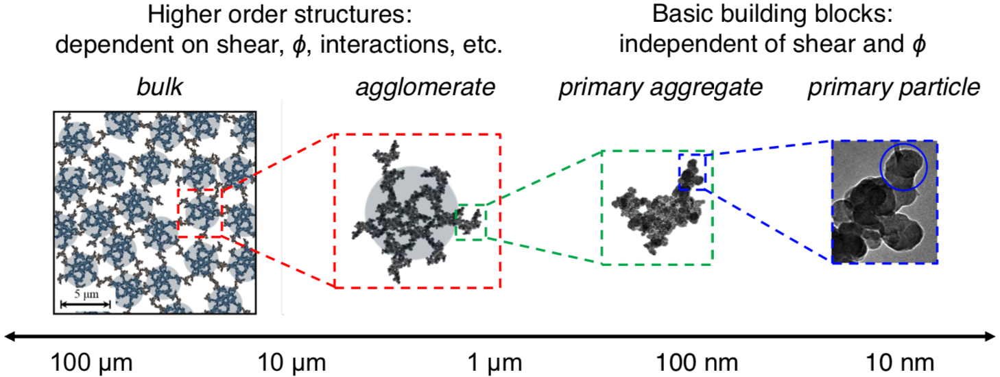 Higher order structures:
dependent on shear, ϕ, interactions, etc.
Basic building blocks:
independent of shear and ϕ
bulk
agglomerate
primary aggregate
primary particle
5 μm
100 μm
10 μm
1 μm
100 nm
10 nm